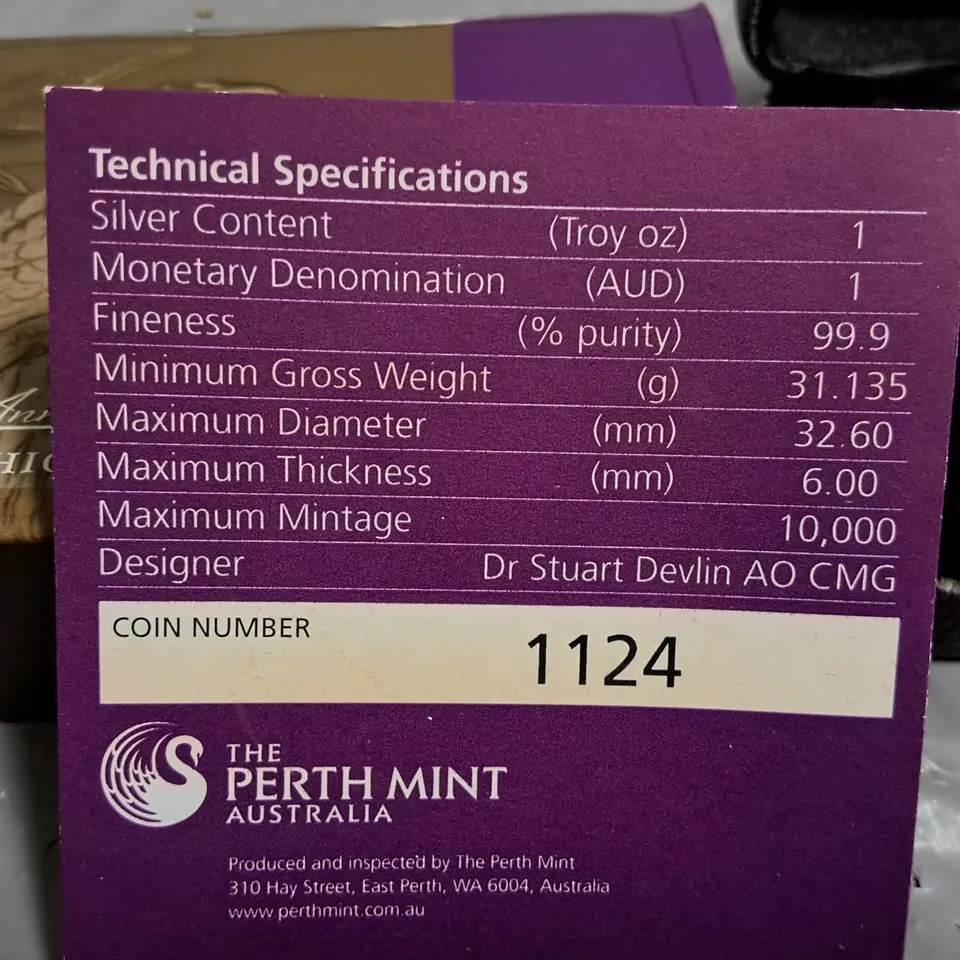 Technical Specifications
Silver Content (Troy oz) 1
Monetary Denomination (AUD) 1
Fineness (% purity) 99.9
Minimum Gross Weight (g) 31.135
Maximum Diameter (mm) 32.60
Maximum Thickness (mm) 6.00
Maximum Mintage 10,000
Designer Dr Stuart Devlin AO CMG
COIN NUMBER 1124
THE
PERTH MINT
AUSTRALIA
Produced and inspected by The Perth Mint
310 Hay Street, East Perth, WA 6004, Australia
www.perthmint.com.au